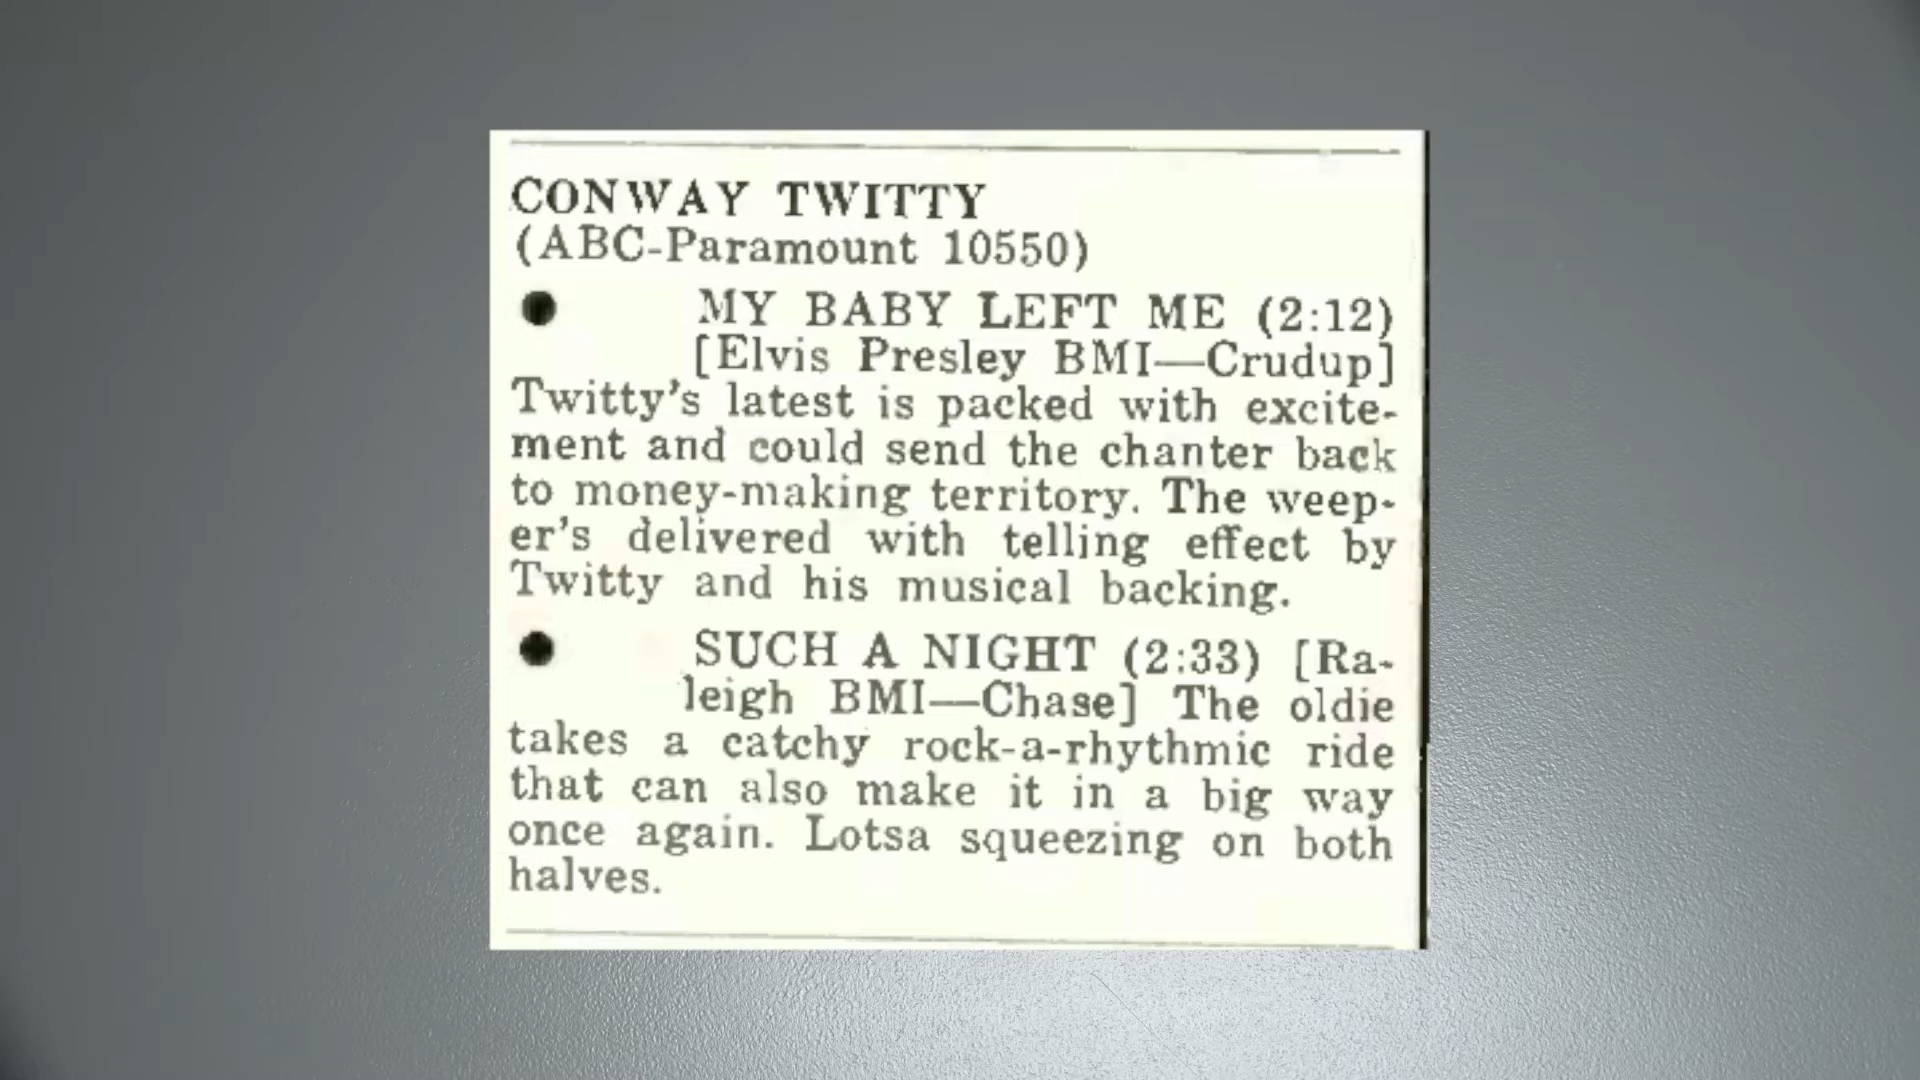 CONWAY TWITTY
(ABC-Paramount 10550)
● MY BABY LEFT ME (2:12)
[Elvis Presley BMI—Crudup]
Twitty's latest is packed with excite-
ment and could send the chanter back
to money-making territory. The weep-
er's delivered with telling effect by
Twitty and his musical backing.
● SUCH A NIGHT (2:33) [Ra-
leigh BMI—Chase] The oldie
takes a catchy rock-a-rhythmic ride
that can also make it in a big way
once again. Lotsa squeezing on both
halves.